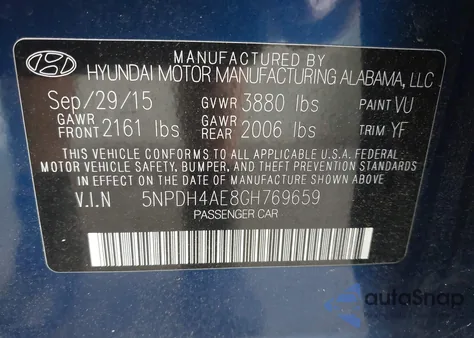 MANUFACTURED BY
HYUNDAI MOTOR MANUFACTURING ALABAMA, LLC
Sep/29/15 GVWR 3880 lbs PAINT VU
GAWR FRONT 2161 lbs GAWR REAR 2006 lbs TRIM YF
THIS VEHICLE CONFORMS TO ALL APPLICABLE U.S.A. FEDERAL
MOTOR VEHICLE SAFETY, BUMPER, AND THEFT PREVENTION
STANDARDS IN EFFECT ON THE DATE OF MANUFACTURE SHOWN ABOVE
V.I.N 5NPDH4AE8GH769659
PASSENGER CAR
autoSnap